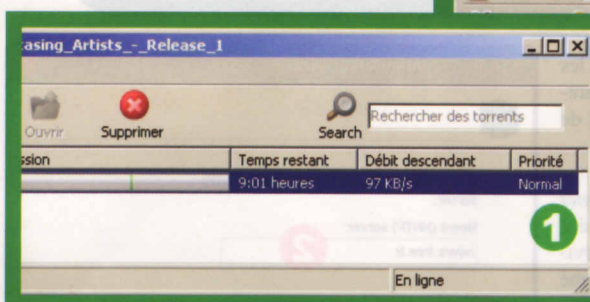 casing_Artists_-_Release_1
Ouvrir Supprimer Search Rechercher des torrents
ssion Temps restant Débit descendant Priorité
9:01 heures 97 KB/s Normal
1
En ligne